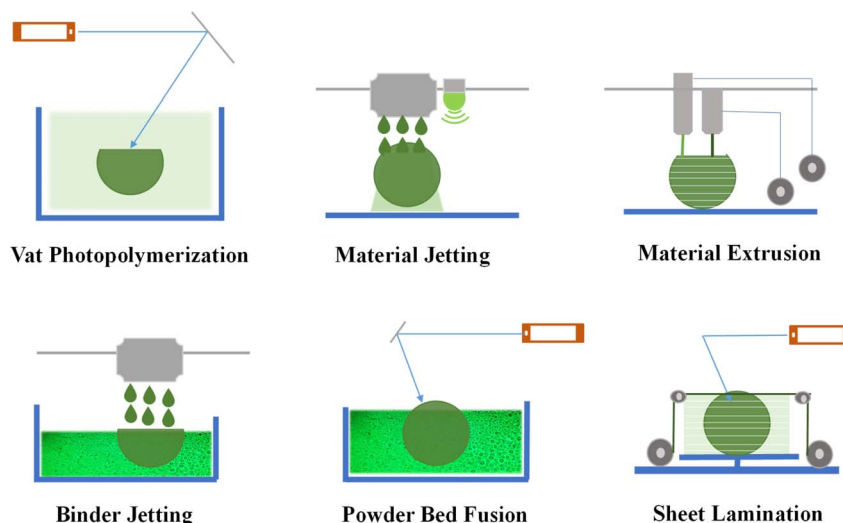 Vat Photopolymerization
Material Jetting
Material Extrusion
Binder Jetting
Powder Bed Fusion
Sheet Lamination